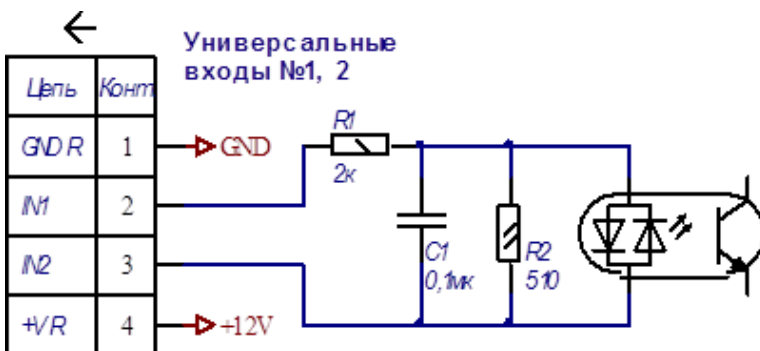 Универсальные
входы №1, 2
Цепь Конт
GND R 1 GND
IN1 2
IN2 3
+V R 4 +12V
R1
2к
C1
0,1мк
R2
510